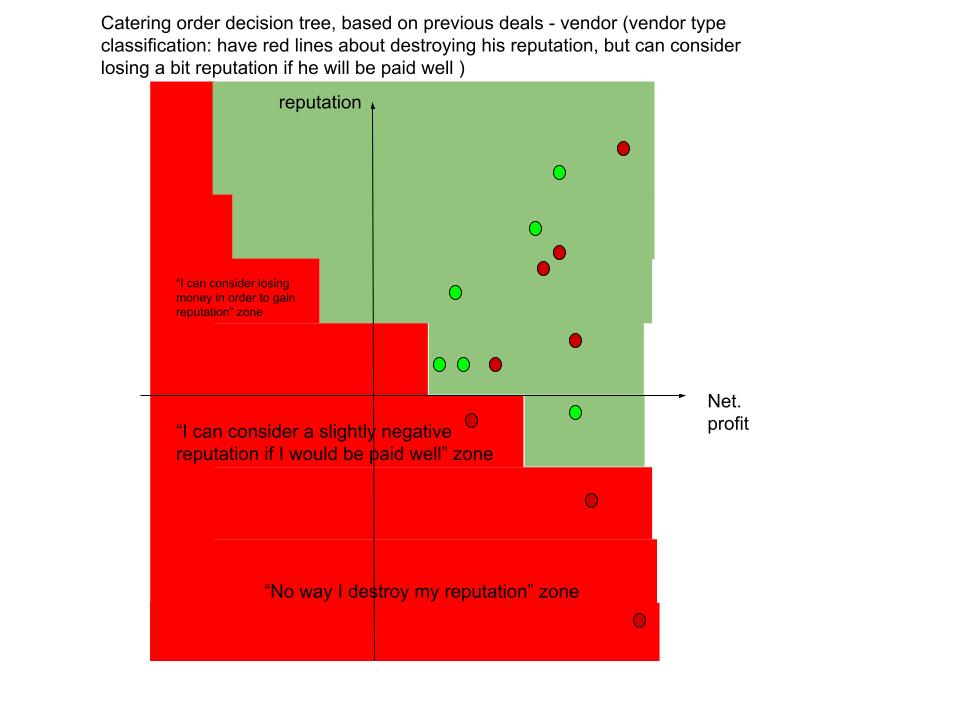 Catering order decision tree, based on previous deals - vendor (vendor type
classification: have red lines about destroying his reputation, but can consider
losing a bit reputation if he will be paid well )
reputation
“I can consider losing
money in order to gain
reputation” zone
Net.
profit
“I can consider a slightly negative
reputation if I would be paid well” zone
“No way I destroy my reputation” zone